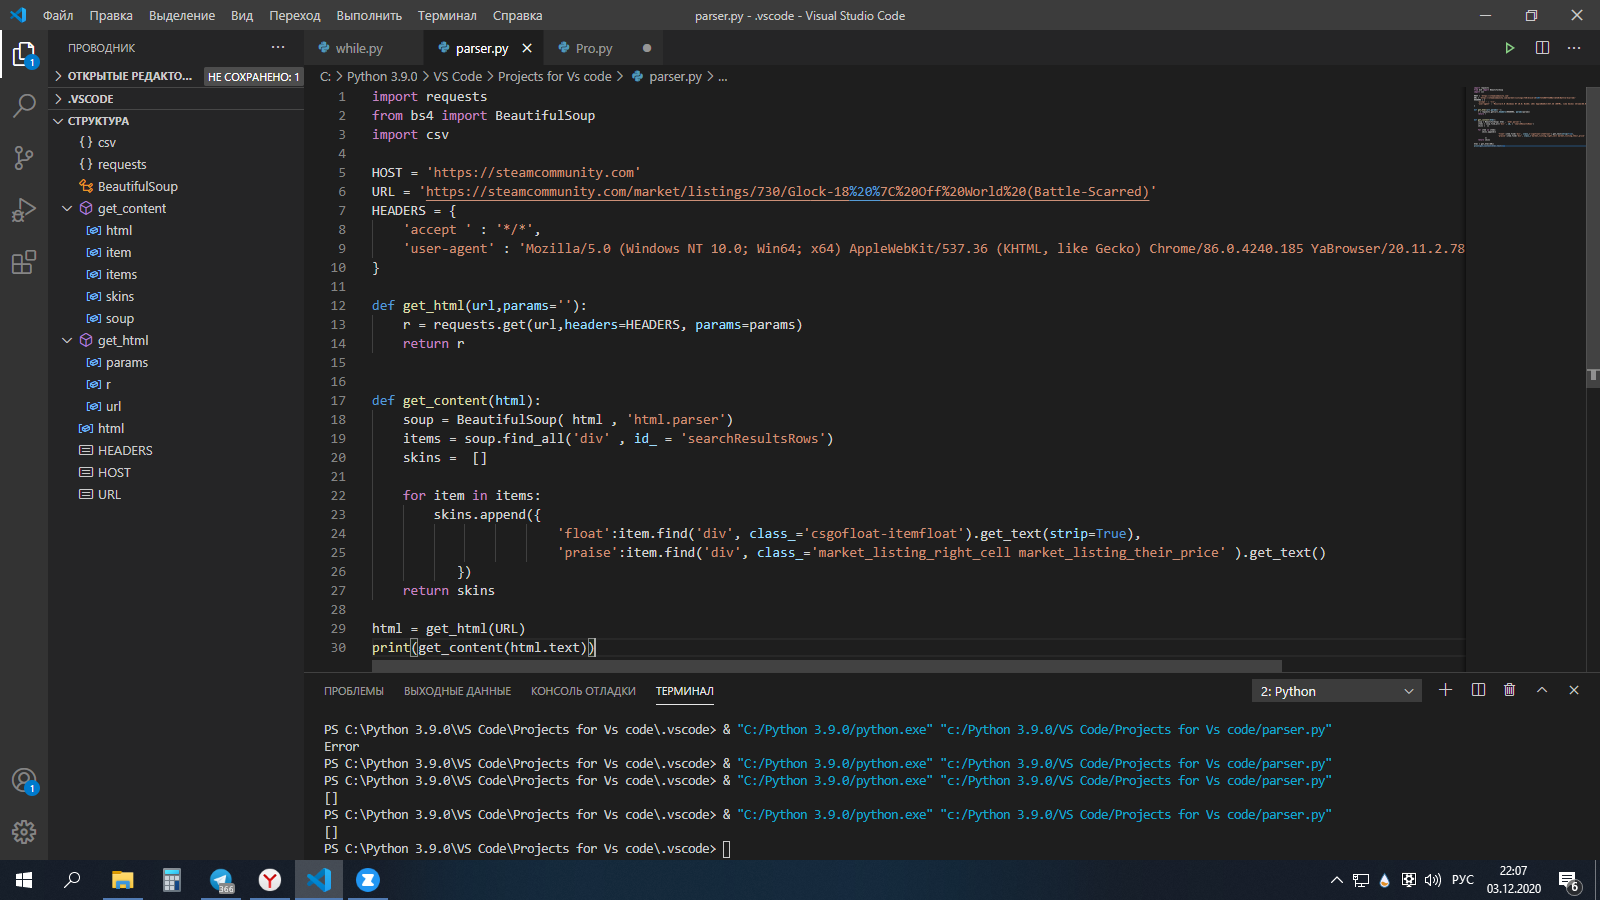 Файл Правка Выделение Вид Переход Выполнить Терминал Справка parser.py - .vscode - Visual Studio Code
ПРОВОДНИК ··· while.py parser.py Pro.py
1
ОТКРЫТЫЕ РЕДАКТО... НЕ СОХРАНЕНО: 1
.VSCODE
СТРУКТУРА
{} csv
{} requests
BeautifulSoup
get_content
html
item
items
skins
soup
get_html
params
r
url
html
HEADERS
HOST
URL
1
C: > Python 3.9.0 > VS Code > Projects for Vs code > parser.py > ...
1 import requests
2 from bs4 import BeautifulSoup
3 import csv
4
5 HOST = 'https://steamcommunity.com'
6 URL = 'https://steamcommunity.com/market/listings/730/Glock-18%20%7C%20Off%20World%20(Battle-Scarred)'
7 HEADERS = {
8 'accept ' : '*/*',
9 'user-agent' : 'Mozilla/5.0 (Windows NT 10.0; Win64; x64) AppleWebKit/537.36 (KHTML, like Gecko) Chrome/86.0.4240.185 YaBrowser/20.11.2.78
10 }
11
12 def get_html(url,params=''):
13 r = requests.get(url,headers=HEADERS, params=params)
14 return r
15
16
17 def get_content(html):
18 soup = BeautifulSoup( html , 'html.parser')
19 items = soup.find_all('div' , id_ = 'searchResultsRows')
20 skins =  []
21
22 for item in items:
23 skins.append({
24 'float':item.find('div', class_='csgofloat-itemfloat').get_text(strip=True),
25 'praise':item.find('div', class_='market_listing_right_cell market_listing_their_price' ).get_text()
26 })
27 return skins
28
29 html = get_html(URL)
30 print(get_content(html.text))
ПРОБЛЕМЫ ВЫХОДНЫЕ ДАННЫЕ КОНСОЛЬ ОТЛАДКИ ТЕРМИНАЛ 2: Python
PS C:\Python 3.9.0\VS Code\Projects for Vs code\.vscode> & "C:/Python 3.9.0/python.exe" "c:/Python 3.9.0/VS Code/Projects for Vs code/parser.py"
Error
PS C:\Python 3.9.0\VS Code\Projects for Vs code\.vscode> & "C:/Python 3.9.0/python.exe" "c:/Python 3.9.0/VS Code/Projects for Vs code/parser.py"
PS C:\Python 3.9.0\VS Code\Projects for Vs code\.vscode> & "C:/Python 3.9.0/python.exe" "c:/Python 3.9.0/VS Code/Projects for Vs code/parser.py"
[]
PS C:\Python 3.9.0\VS Code\Projects for Vs code\.vscode> & "C:/Python 3.9.0/python.exe" "c:/Python 3.9.0/VS Code/Projects for Vs code/parser.py"
[]
PS C:\Python 3.9.0\VS Code\Projects for Vs code\.vscode>
366
РУС
22:07
03.12.2020
6